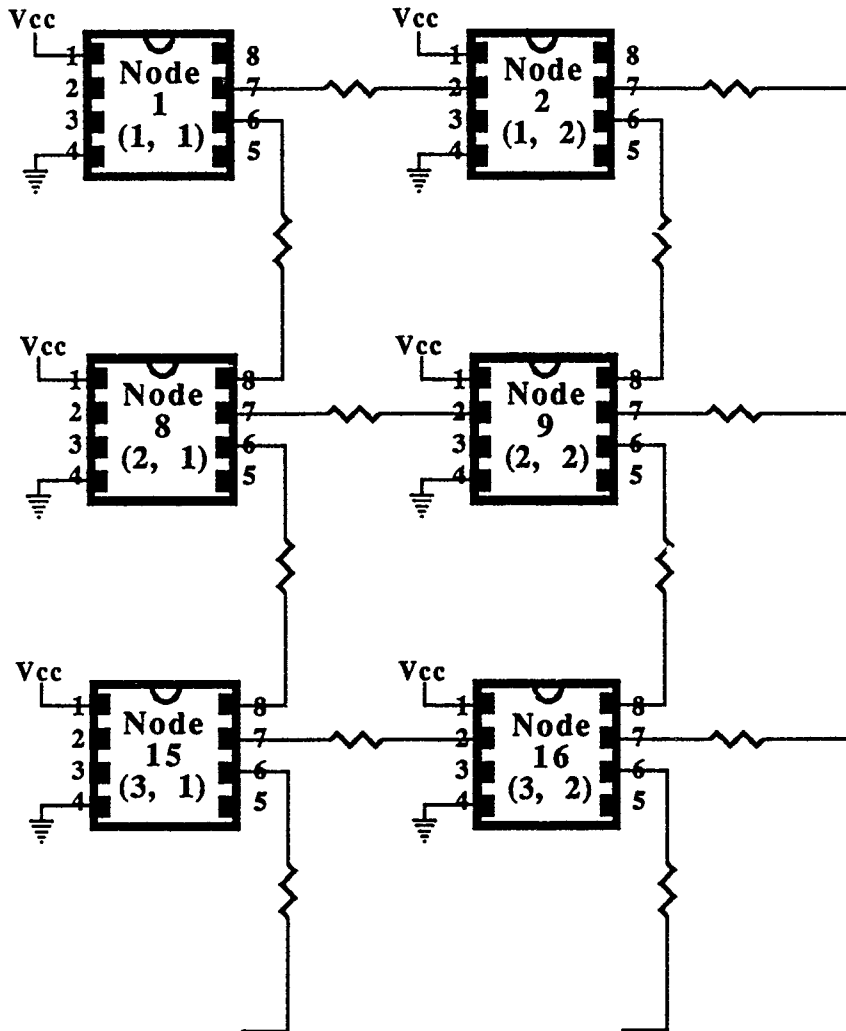 Vcc Vcc
1 Node 8 1 Node 8
2 1 7 2 2 7
3 (1, 1) 6 3 (1, 2) 6
4 5 4 5
Vcc Vcc
1 Node 8 1 Node 8
2 8 7 2 9 7
3 (2, 1) 6 3 (2, 2) 6
4 5 4 5
Vcc Vcc
1 Node 8 1 Node 8
2 15 7 2 16 7
3 (3, 1) 6 3 (3, 2) 6
4 5 4 5